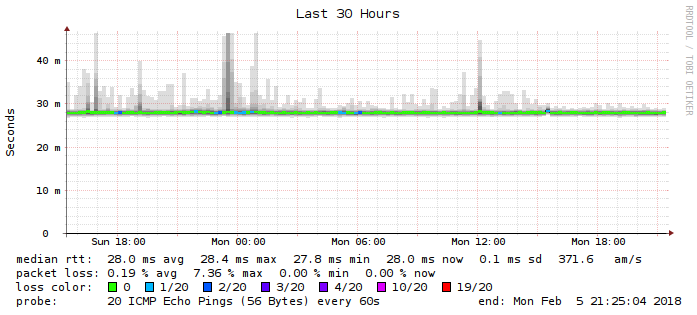 Last 30 Hours
RRDTOOL / TOBI OETIKER
Seconds
40 m
30 m
20 m
10 m
0
Sun 18:00 Mon 00:00 Mon 06:00 Mon 12:00 Mon 18:00
median rtt: 28.0 ms avg 28.4 ms max 27.8 ms min 28.0 ms now 0.1 ms sd 371.6 am/s
packet loss: 0.19 % avg 7.36 % max 0.00 % min 0.00 % now
loss color: 0 1/20 2/20 3/20 4/20 10/20 19/20
probe: 20 ICMP Echo Pings (56 Bytes) every 60s end: Mon Feb 5 21:25:04 2018